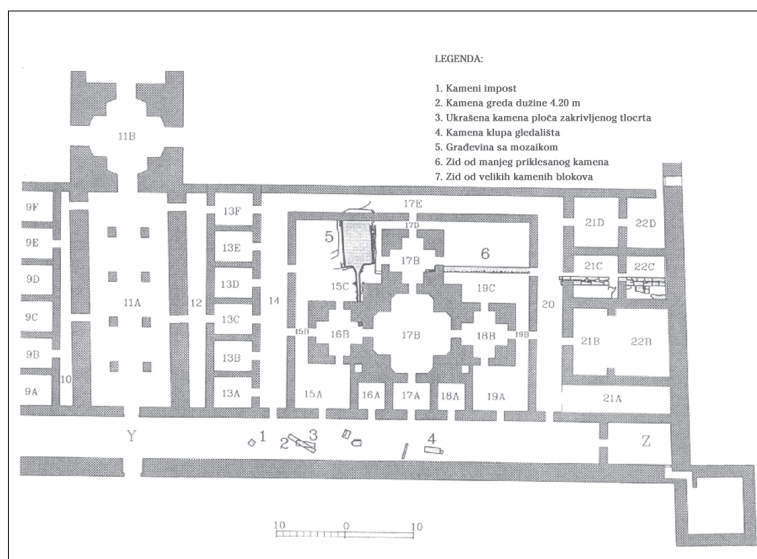 LEGENDA:
1. Kameni impost
2. Kamena greda dužine 4.20 m
3. Ukrašena kamena ploča zakrivljenog tlocrta
4. Kamena klupa gledališta
5. Građevina sa mozaikom
6. Zid od manjeg priklesanog kamena
7. Zid od velikih kamenih blokova
11B
9F 13F 17E 21D 22D
17D
9E 13E 5 17B 6
21C 22C
9D 11A 12 13D 14 15C 19C 20
9C 13C 15B 16B 17B 18B 19B 21B 22B
9B 13B
10 9A 13A 15A 16A 17A 18A 19A 21A
Y 1 2 3 4 Z
10 0 10